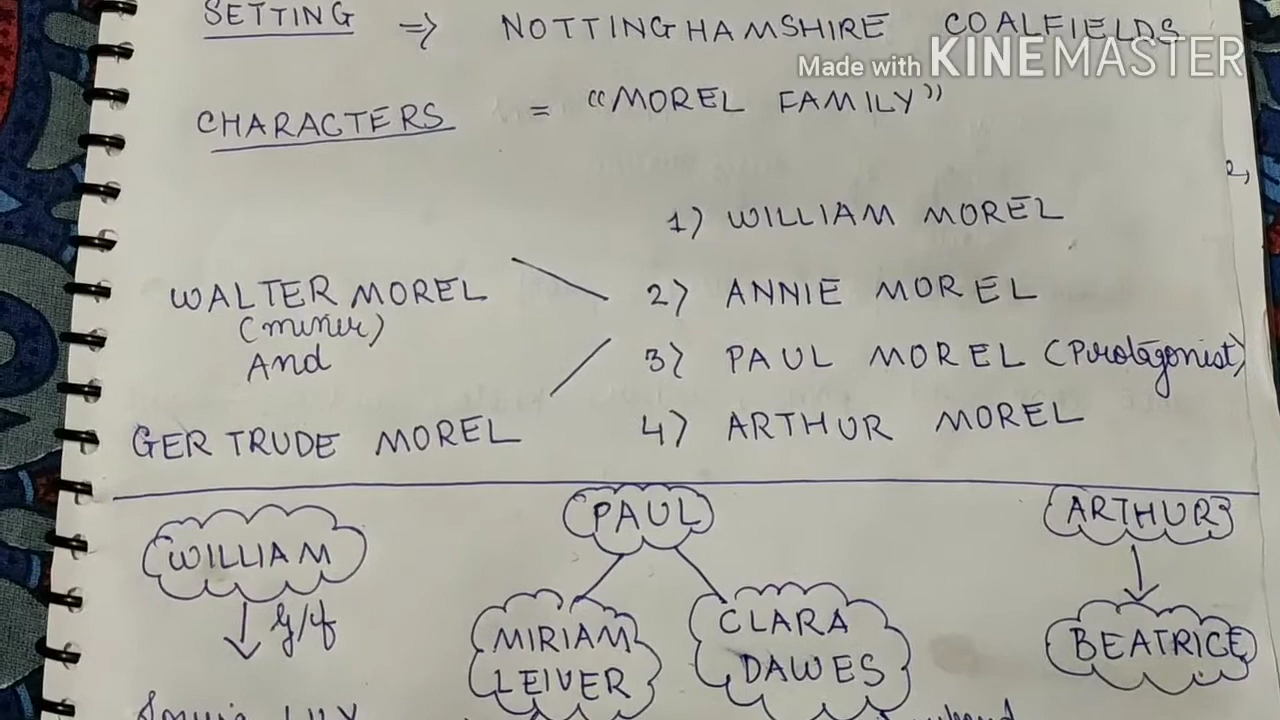 SETTING => NOTTINGHAMSHIRE COALFIELDS
Made with KINEMASTER
CHARACTERS = "MOREL FAMILY"
1) WILLIAM MOREL
WALTER MOREL 2) ANNIE MOREL
(miner)
And 3) PAUL MOREL (Protagonist)
GERTRUDE MOREL 4) ARTHUR MOREL
WILLIAM PAUL ARTHUR
g/f
MIRIAM LEIVER
CLARA DAWES
BEATRICE